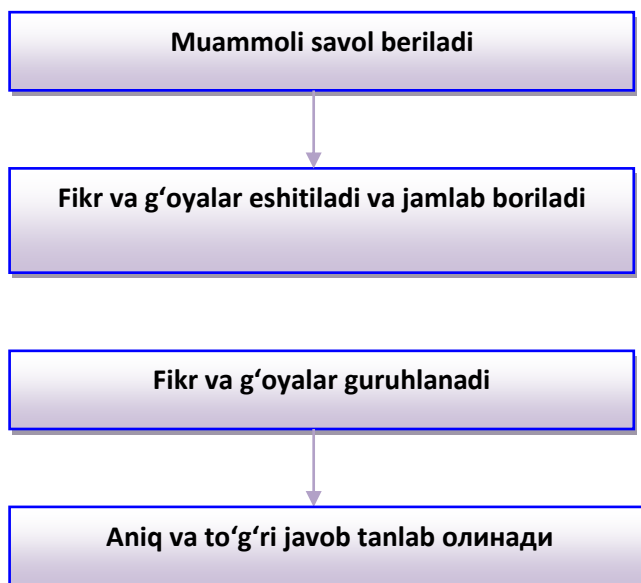 Muammoli savol beriladi
Fikr va g‘oyalar eshitiladi va jamlab boriladi
Fikr va g‘oyalar guruhlanadi
Aniq va to‘g‘ri javob tanlab олинади